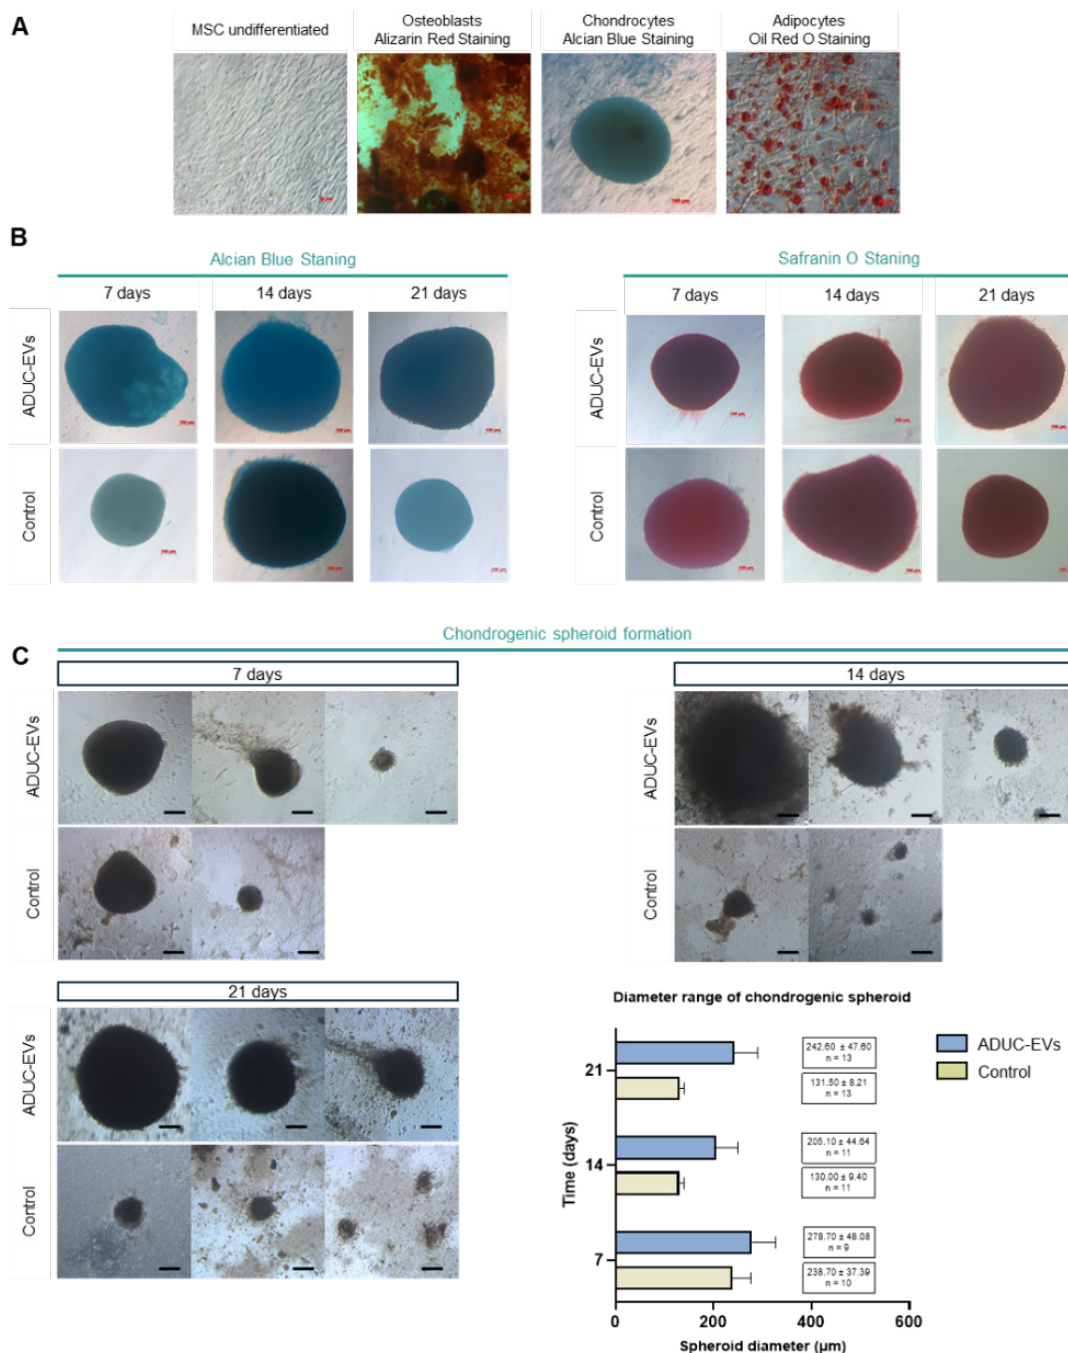 A
MSC undifferentiated
Osteoblasts
Alizarin Red Staining
Chondrocytes
Alcian Blue Staining
Adipocytes
Oil Red O Staining
B
Alcian Blue Staning
Safranin O Staning
7 days
14 days
21 days
7 days
14 days
21 days
ADUC-EVs
ADUC-EVs
Control
Control
Chondrogenic spheroid formation
C
7 days
14 days
ADUC-EVs
ADUC-EVs
Control
Control
21 days
ADUC-EVs
Control
Diameter range of chondrogenic spheroid
ADUC-EVs
Control
Time (days)
21
14
7
242.60 ± 47.60
n = 13
131.50 ± 8.21
n = 13
205.10 ± 44.64
n = 11
130.00 ± 9.40
n = 11
278.70 ± 48.08
n = 9
238.70 ± 37.39
n = 10
0
200
400
600
Spheroid diameter (µm)